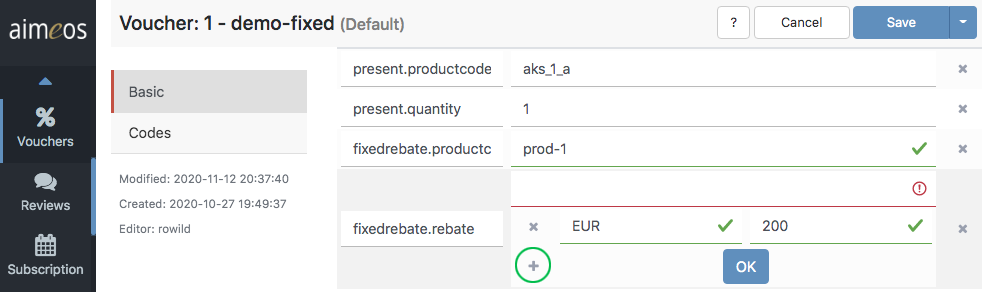 aimeos
Voucher: 1 - demo-fixed (Default)
?
Cancel
Save
Vouchers
Reviews
Subscription
Basic
Codes
Modified: 2020-11-12 20:37:40
Created: 2020-10-27 19:49:37
Editor: rowild
present.productcode aks_1_a
present.quantity 1
fixedrebate.productc prod-1
fixedrebate.rebate EUR 200
OK